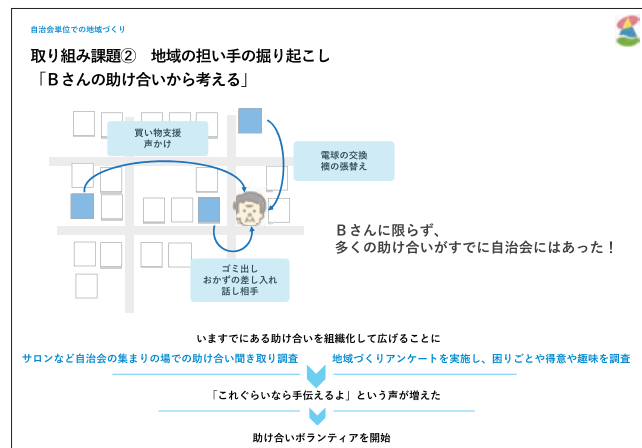 自治会単位での地域づくり
取り組み課題②　地域の担い手の掘り起こし
「Ｂさんの助け合いから考える」
買い物支援
声かけ
電球の交換
襖の張替え
ゴミ出し
おかずの差し入れ
話し相手
Ｂさんに限らず、
多くの助け合いがすでに自治会にはあった！
いますでにある助け合いを組織化して広げることに
サロンなど自治会の集まりの場での助け合い聞き取り調査
地域づくりアンケートを実施し、困りごとや得意や趣味を調査
「これぐらいなら手伝えるよ」という声が増えた
助け合いボランティアを開始